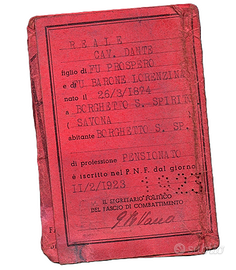 REALE
CAV. DANTE
figlio di FU PROSPERO
e di FU BARONE LORENZINA
nato il 26/3/1874
a BORGHETTO S. SPIRITO
( SAVONA
abitante BORGHETTO S. SP.
di professione PENSIONATO
è iscritto nel P.N.F. dal giorno
11/2/1923
1923
IL SEGRETARIO POLITICO
DEL FASCIO DI COMBATTIMENTO